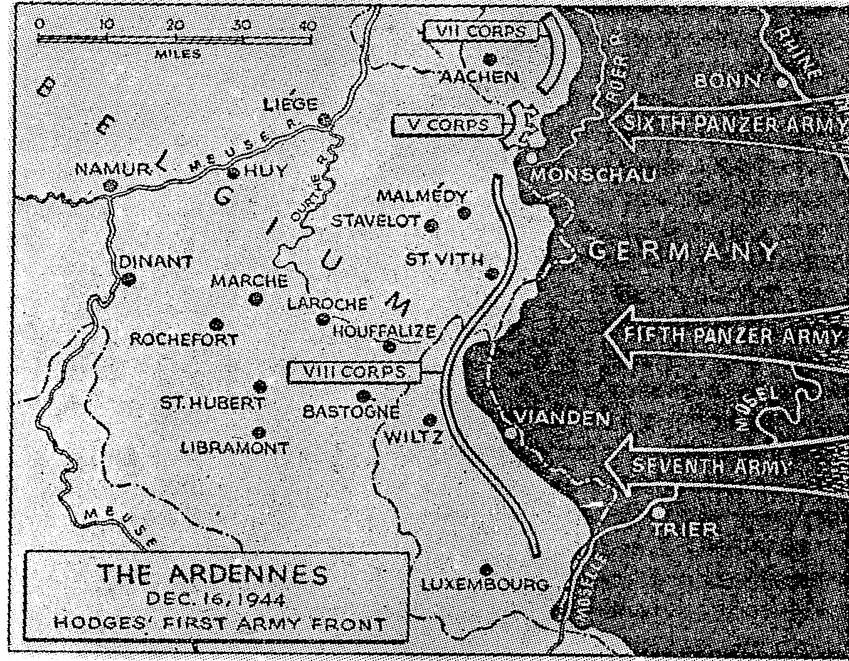 0 10 20 30 40
MILES
VII CORPS
AACHEN
RUER R.
RHINE
BONN
LIÉGE
V CORPS
SIXTH PANZER ARMY
MEUSE R.
NAMUR
HUY
MONSCHAU
OURTHE R.
MALMÉDY
STAVELOT
BELGIUM
GERMANY
ST. VITH
DINANT
MARCHE
LAROCHE
ROCHEFORT
HOUFFALIZE
FIFTH PANZER ARMY
VIII CORPS
ST. HUBERT
BASTOGNE
MOSEL
VIANDEN
WILTZ
LIBRAMONT
SEVENTH ARMY
MEUSE
TRIER
LUXEMBOURG
MOSELLE
THE ARDENNES
DEC. 16, 1944
HODGES' FIRST ARMY FRONT